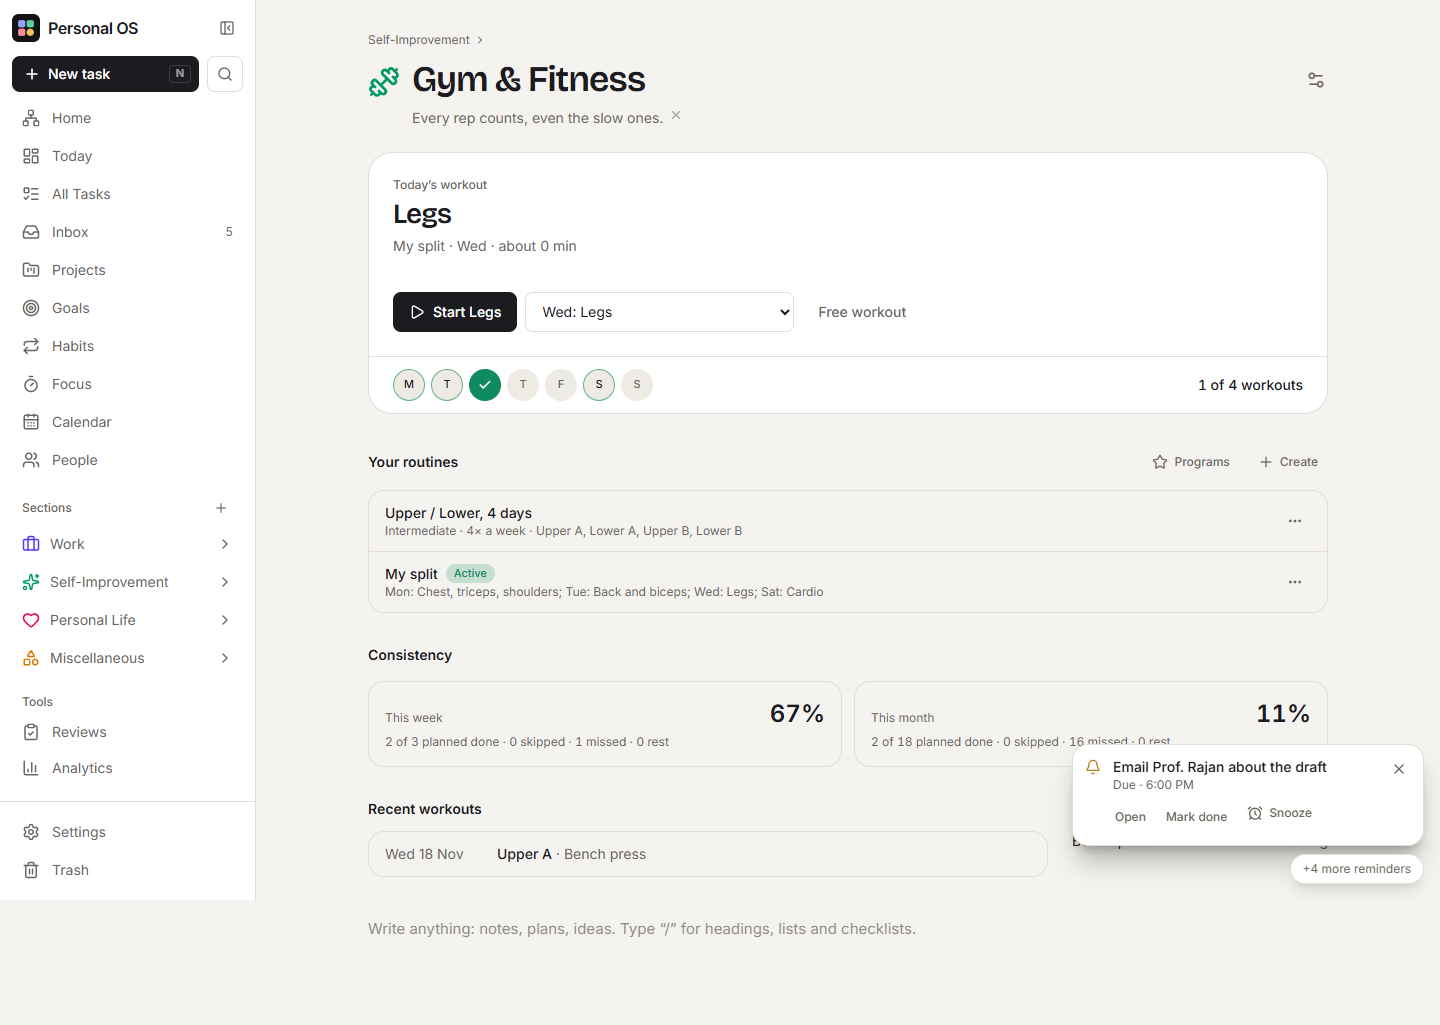 Personal OS
New task N
Home
Today
All Tasks
Inbox 5
Projects
Goals
Habits
Focus
Calendar
People
Sections
Work
Self-Improvement
Personal Life
Miscellaneous
Tools
Reviews
Analytics
Settings
Trash
Self-Improvement
Gym & Fitness
Every rep counts, even the slow ones.
Today’s workout
Legs
My split · Wed · about 0 min
Start Legs
Wed: Legs
Free workout
M T T F S S
1 of 4 workouts
Your routines
Programs
Create
Upper / Lower, 4 days
Intermediate · 4× a week · Upper A, Lower A, Upper B, Lower B
My split Active
Mon: Chest, triceps, shoulders; Tue: Back and biceps; Wed: Legs; Sat: Cardio
Consistency
This week 67%
2 of 3 planned done · 0 skipped · 1 missed · 0 rest
This month 11%
2 of 18 planned done · 0 skipped · 16 missed · 0 rest
Recent workouts
Wed 18 Nov Upper A · Bench press
Email Prof. Rajan about the draft
Due · 6:00 PM
Open Mark done Snooze
+4 more reminders
Write anything: notes, plans, ideas. Type “/” for headings, lists and checklists.